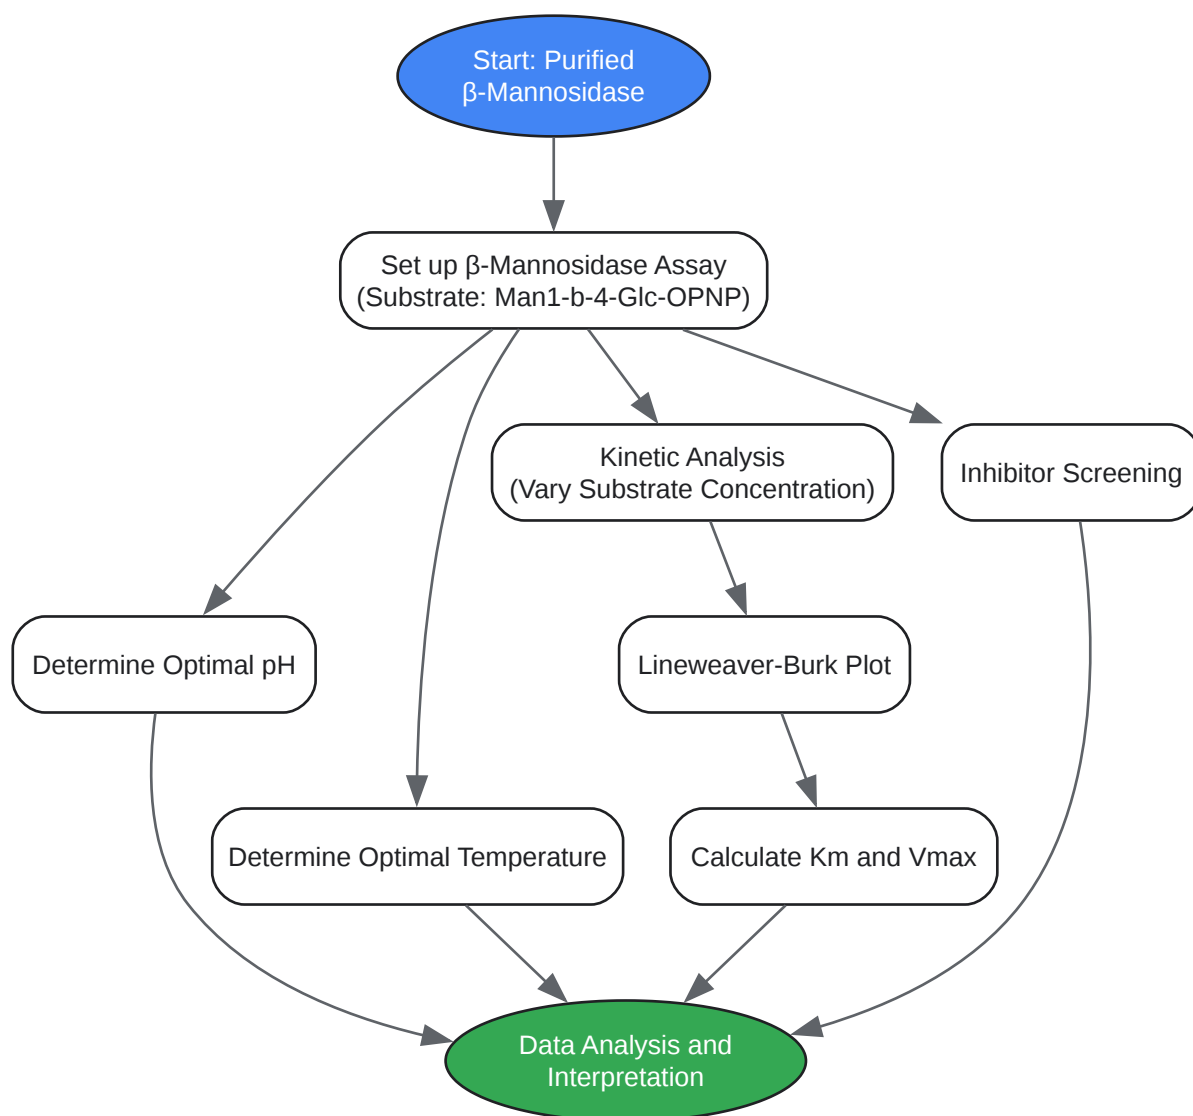 Start: Purified
β-Mannosidase
Set up β-Mannosidase Assay
(Substrate: Man1-b-4-Glc-OPNP)
Kinetic Analysis
(Vary Substrate Concentration)
Inhibitor Screening
Determine Optimal pH
Lineweaver-Burk Plot
Determine Optimal Temperature
Calculate Km and Vmax
Data Analysis and
Interpretation